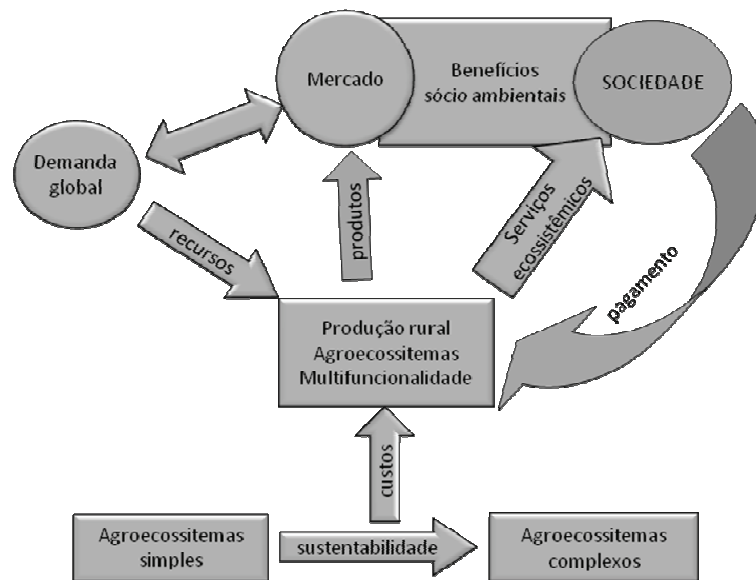 Mercado
Benefícios
sócio ambientais
SOCIEDADE
Demanda
global
recursos
produtos
Serviços
ecossistêmicos
pagamento
Produção rural
Agroecossitemas
Multifuncionalidade
custos
Agroecossitemas
simples
sustentabilidade
Agroecossitemas
complexos